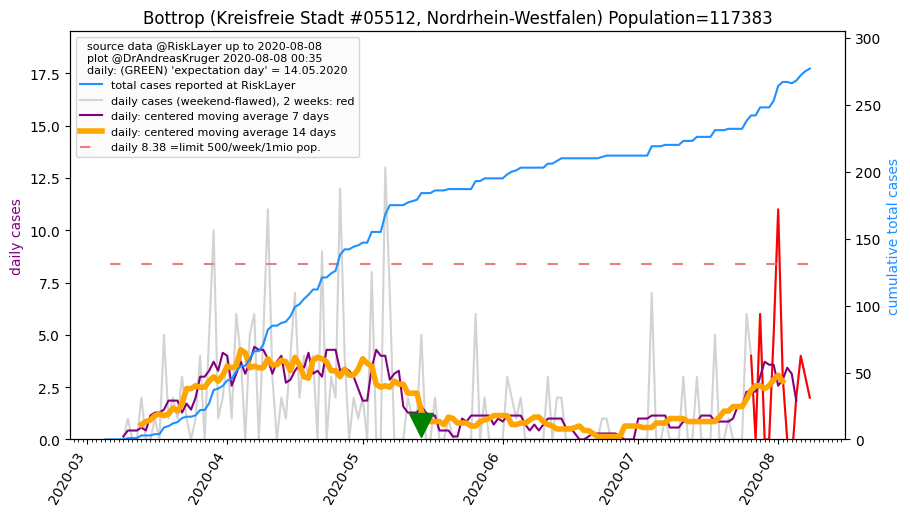 Bottrop (Kreisfreie Stadt #05512, Nordrhein-Westfalen) Population=117383
source data @RiskLayer up to 2020-08-08
plot @DrAndreasKruger 2020-08-08 00:35
daily: (GREEN) 'expectation day' = 14.05.2020
total cases reported at RiskLayer
daily cases (weekend-flawed), 2 weeks: red
daily: centered moving average 7 days
daily: centered moving average 14 days
daily 8.38 =limit 500/week/1mio pop.
daily cases
17.5
15.0
12.5
10.0
7.5
5.0
2.5
0.0
300
250
200
150
100
50
0
cumulative total cases
2020-03
2020-04
2020-05
2020-06
2020-07
2020-08